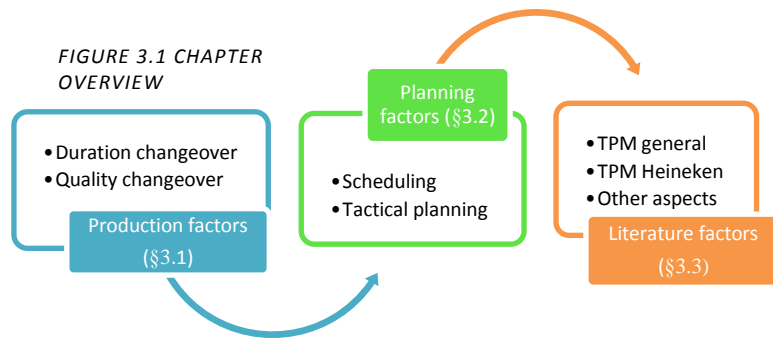 FIGURE 3.1 CHAPTER
OVERVIEW
•Duration changeover
•Quality changeover
Production factors
(§3.1)
Planning
factors (§3.2)
•Scheduling
•Tactical planning
•TPM general
•TPM Heineken
•Other aspects
Literature factors
(§3.3)